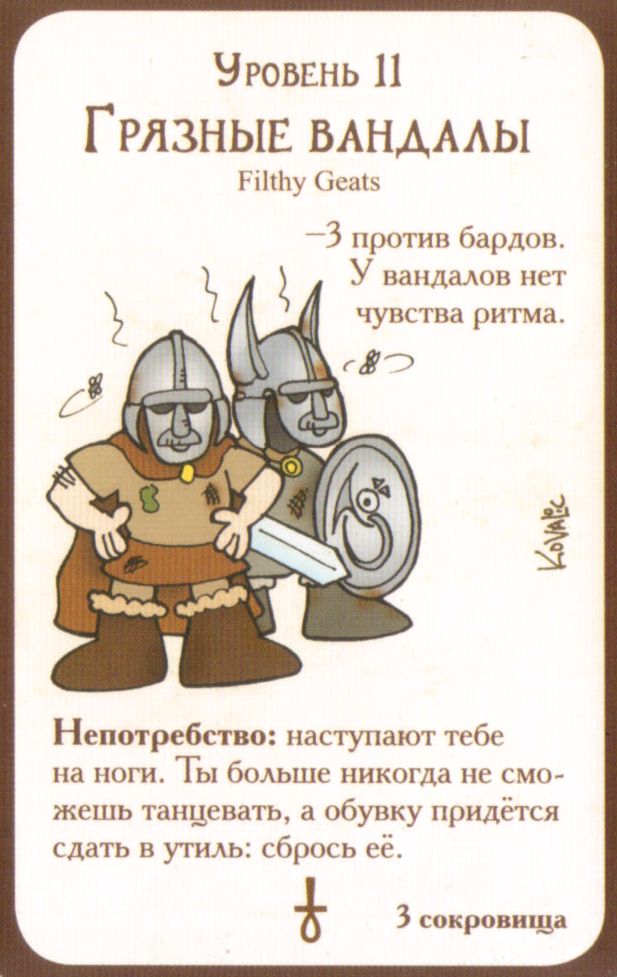 Уровень 11
Грязные вандалы
Filthy Geats
–3 против бардов.
У вандалов нет
чувства ритма.
Kovalic
Непотребство: наступают тебе
на ноги. Ты больше никогда не смо-
жешь танцевать, а обувку придётся
сдать в утиль: сбрось её.
3 сокровища